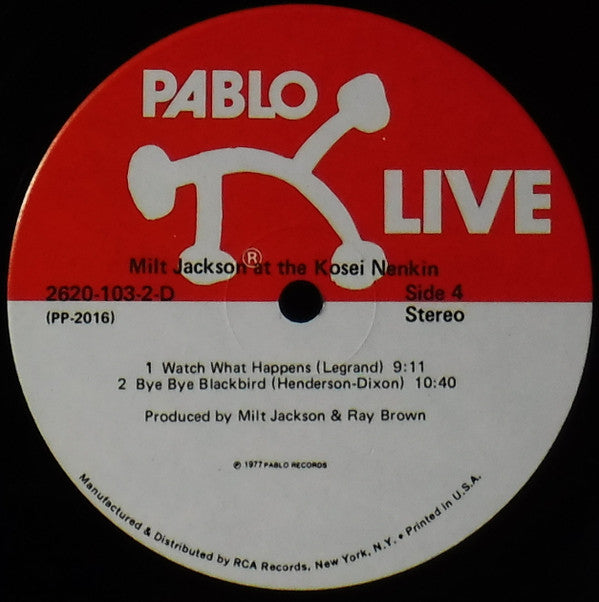 PABLO
LIVE
®
Milt Jackson at the Kosei Nenkin
2620-103-2-D
Side 4
(PP-2016)
Stereo
1 Watch What Happens (Legrand) 9:11
2 Bye Bye Blackbird (Henderson-Dixon) 10:40
Produced by Milt Jackson & Ray Brown
℗ 1977 PABLO RECORDS
Manufactured & Distributed by RCA Records, New York, N.Y. • Printed in U.S.A.